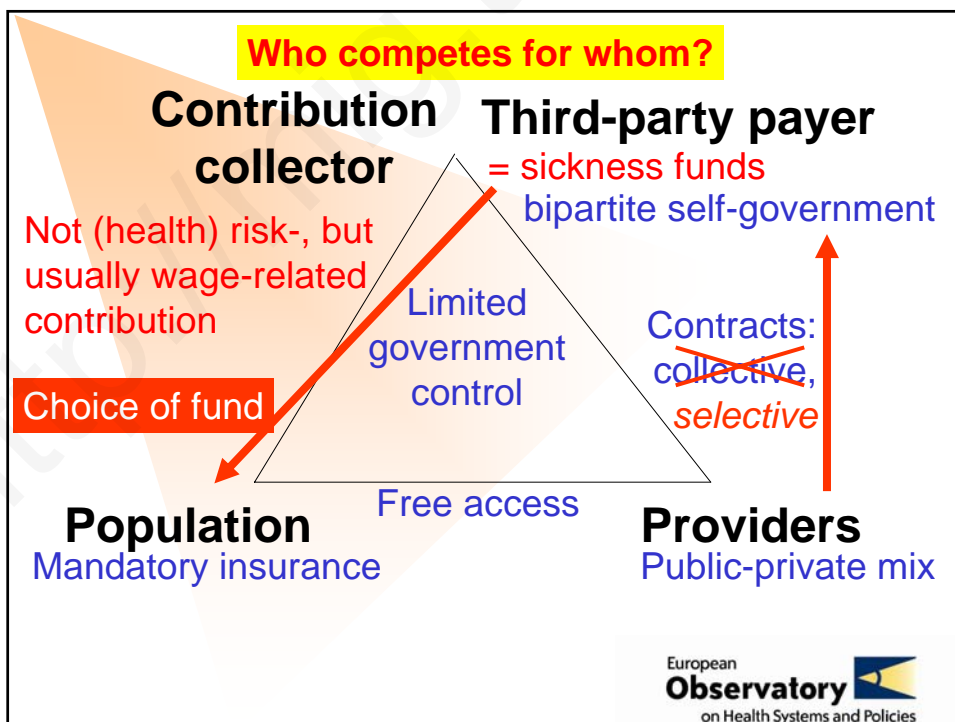 Who competes for whom?
Contribution
collector
Third-party payer
= sickness funds
bipartite self-government
Not (health) risk-, but
usually wage-related
contribution
Limited
government
control
Contracts:
collective,
selective
Choice of fund
Free access
Population
Mandatory insurance
Providers
Public-private mix
European
Observatory
on Health Systems and Policies